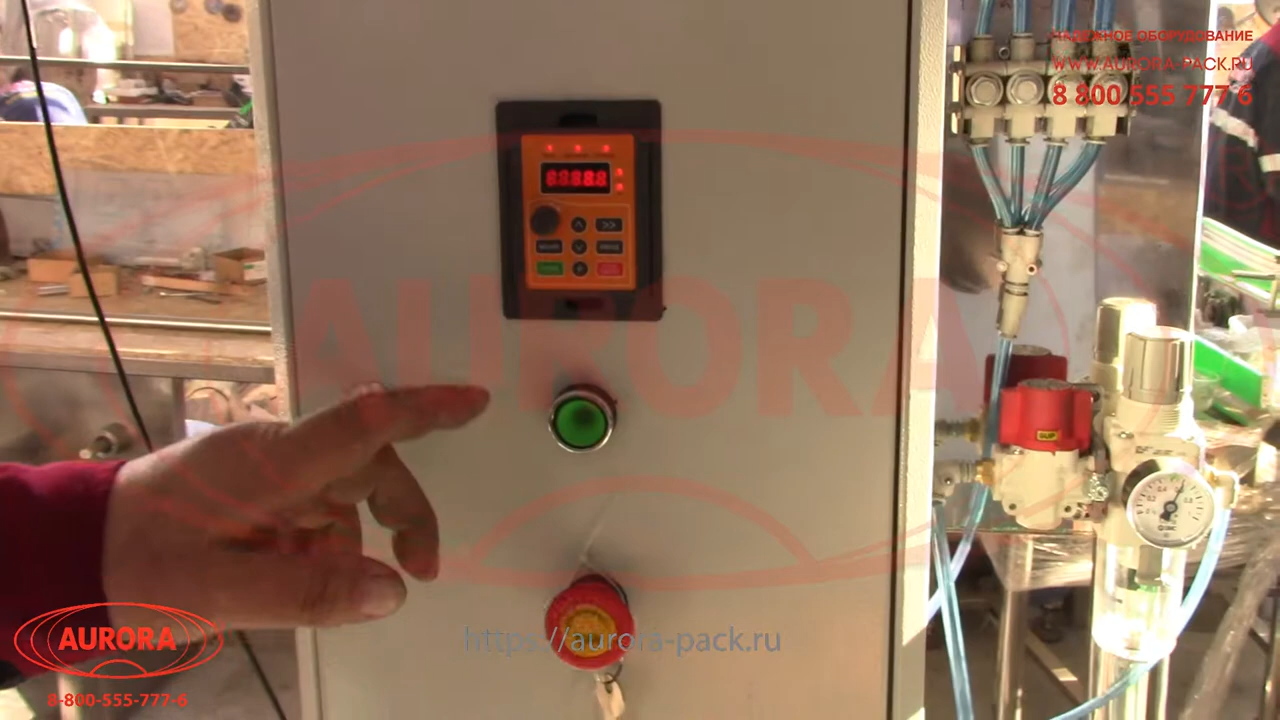 НАДЕЖНОЕ ОБОРУДОВАНИЕ
WWW.AURORA-PACK.RU
8 800 555 777 6
AURORA
>>
SUP
AURORA
8-800-555-777-6
https://aurora-pack.ru